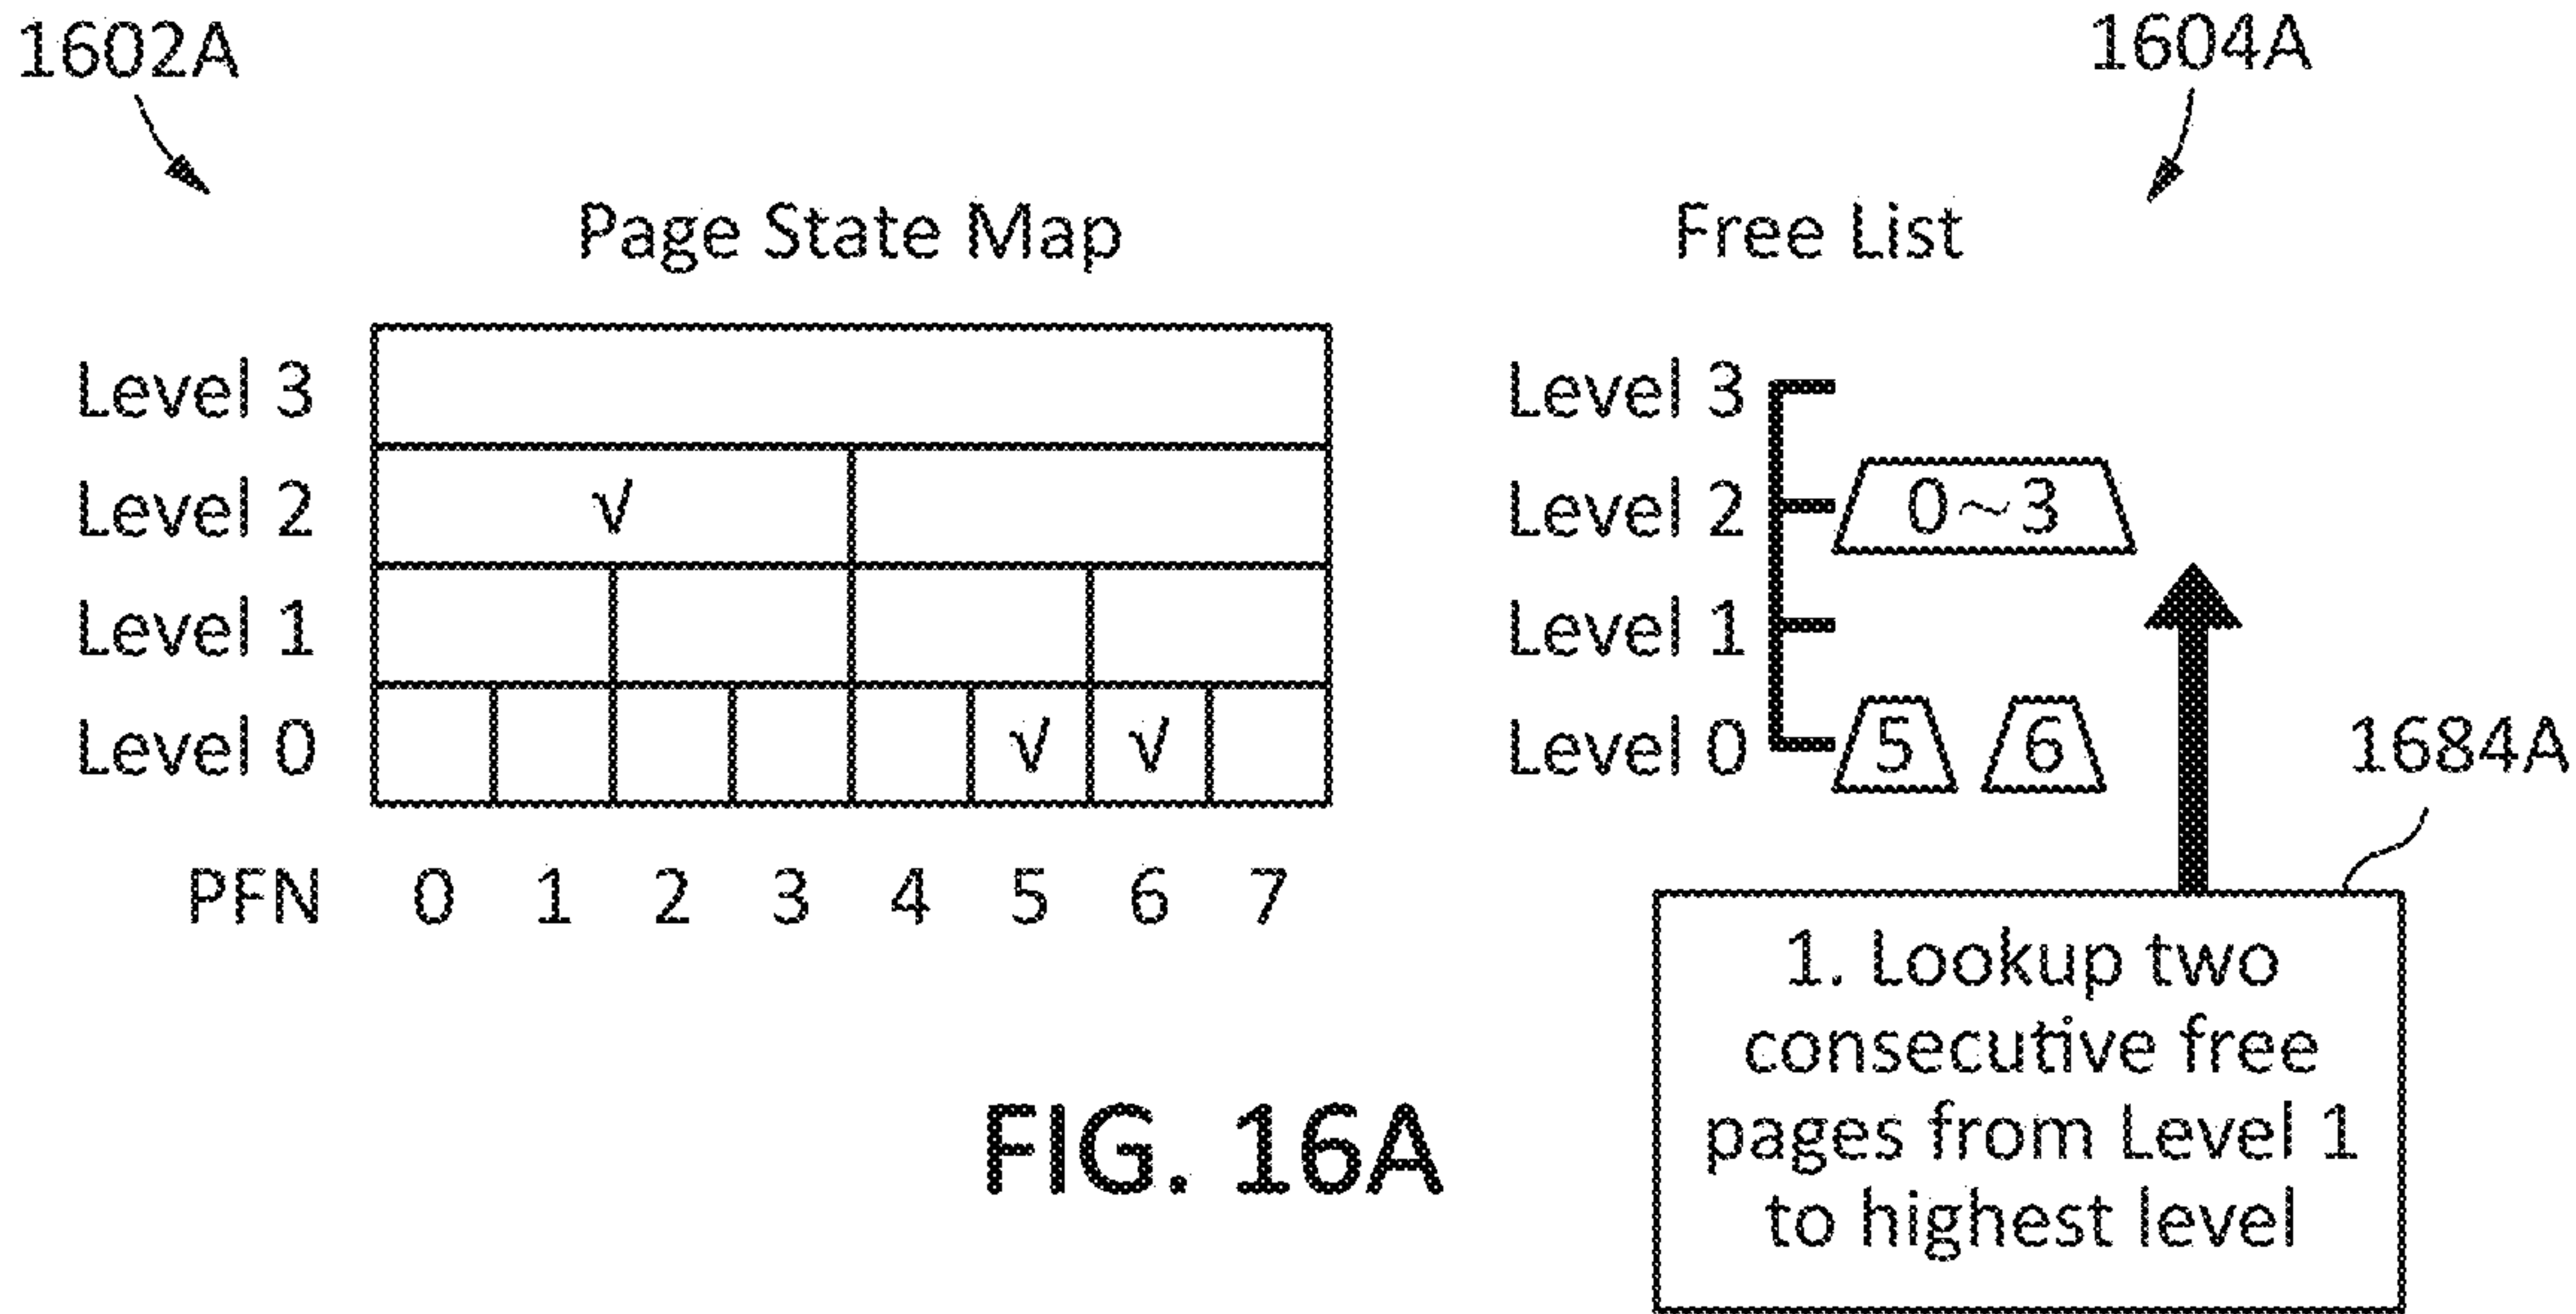 1602A
1604A
Page State Map
Free List
Level 3
Level 2 √
Level 1
Level 0 √ √
PFN 0 1 2 3 4 5 6 7
Level 3
Level 2 0~3
Level 1
Level 0 5 6
1684A
1. Lookup two
consecutive free
pages from Level 1
to highest level
FIG. 16A